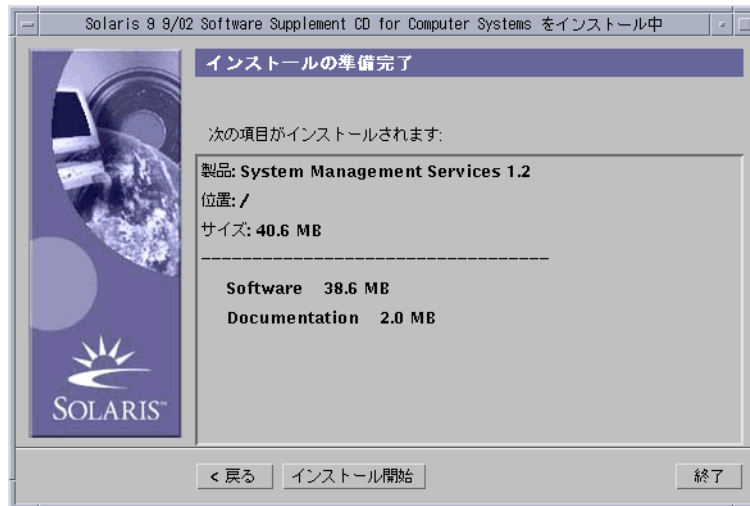 Solaris 9 9/02 Software Supplement CD for Computer Systems をインストール中
インストールの準備完了
次の項目がインストールされます:
製品: System Management Services 1.2
位置: /
サイズ: 40.6 MB
----------------------------------
Software 38.6 MB
Documentation 2.0 MB
SOLARIS™
< 戻る
インストール開始
終了